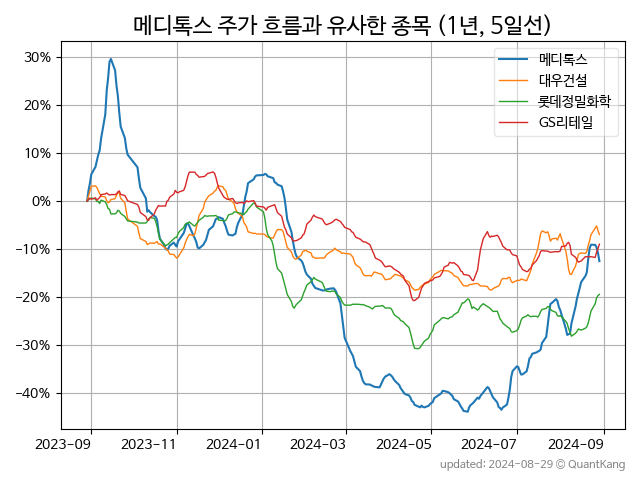 메디톡스 주가 흐름과 유사한 종목 (1년, 5일선)
메디톡스
대우건설
롯데정밀화학
GS리테일
30%
20%
10%
0%
−10%
−20%
−30%
−40%
2023-09 2023-11 2024-01 2024-03 2024-05 2024-07 2024-09
updated: 2024-08-29 © QuantKang